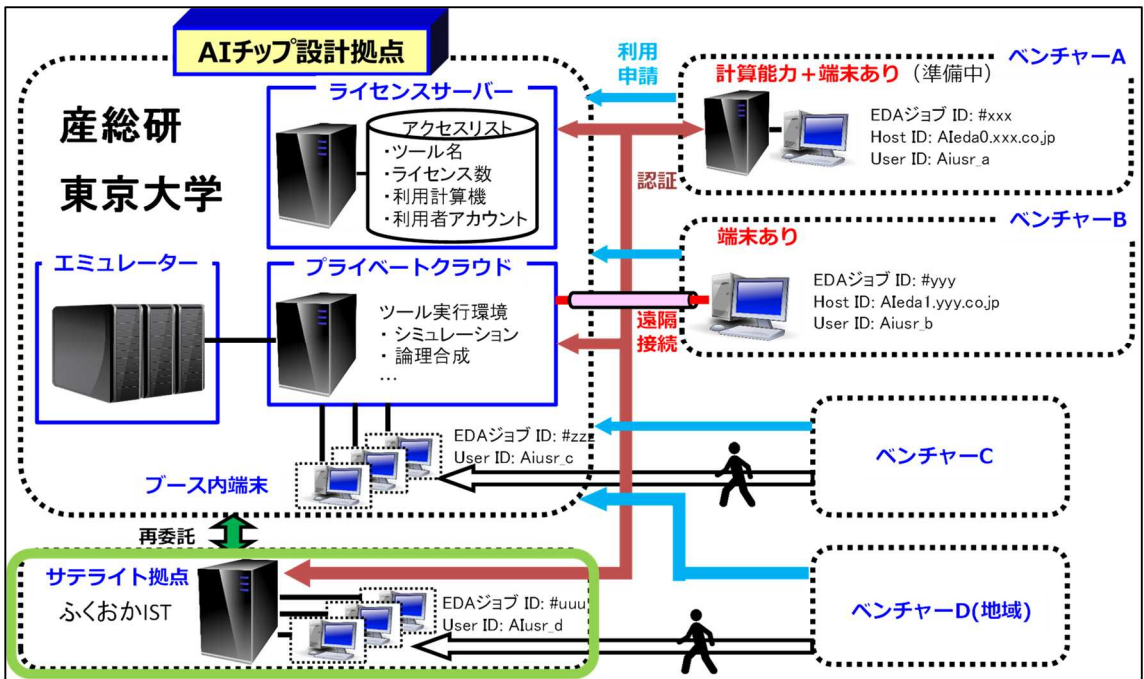 AIチップ設計拠点
産総研
東京大学
ライセンスサーバー
アクセスリスト
・ツール名
・ライセンス数
・利用計算機
・利用者アカウント
エミュレーター
プライベートクラウド
ツール実行環境
・シミュレーション
・論理合成
…
EDAジョブ ID: #zzz
User ID: Aiusr_c
ブース内端末
再委託
サテライト拠点
ふくおかIST
EDAジョブ ID: #uuu
User ID: AIusr_d
利用
申請
認証
遠隔
接続
ベンチャーA
計算能力+端末あり (準備中)
EDAジョブ ID: #xxx
Host ID: AIeda0.xxx.co.jp
User ID: Aiusr_a
ベンチャーB
端末あり
EDAジョブ ID: #yyy
Host ID: AIeda1.yyy.co.jp
User ID: Aiusr_b
ベンチャーC
ベンチャーD(地域)